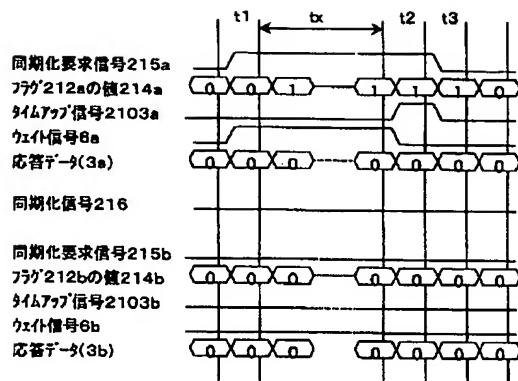 t1 tx t2 t3
同期化要求信号215a
フラグ212aの値214a 0 0 1 1 1 1 0
タイムアップ信号2103a
ウェイト信号6a
応答データ(3a) 0 0 0 0 0 0 0
同期化信号216
同期化要求信号215b
フラグ212bの値214b 0 0 0 0 0 0 0
タイムアップ信号2103b
ウェイト信号6b
応答データ(3b) 0 0 0 0 0 0 0